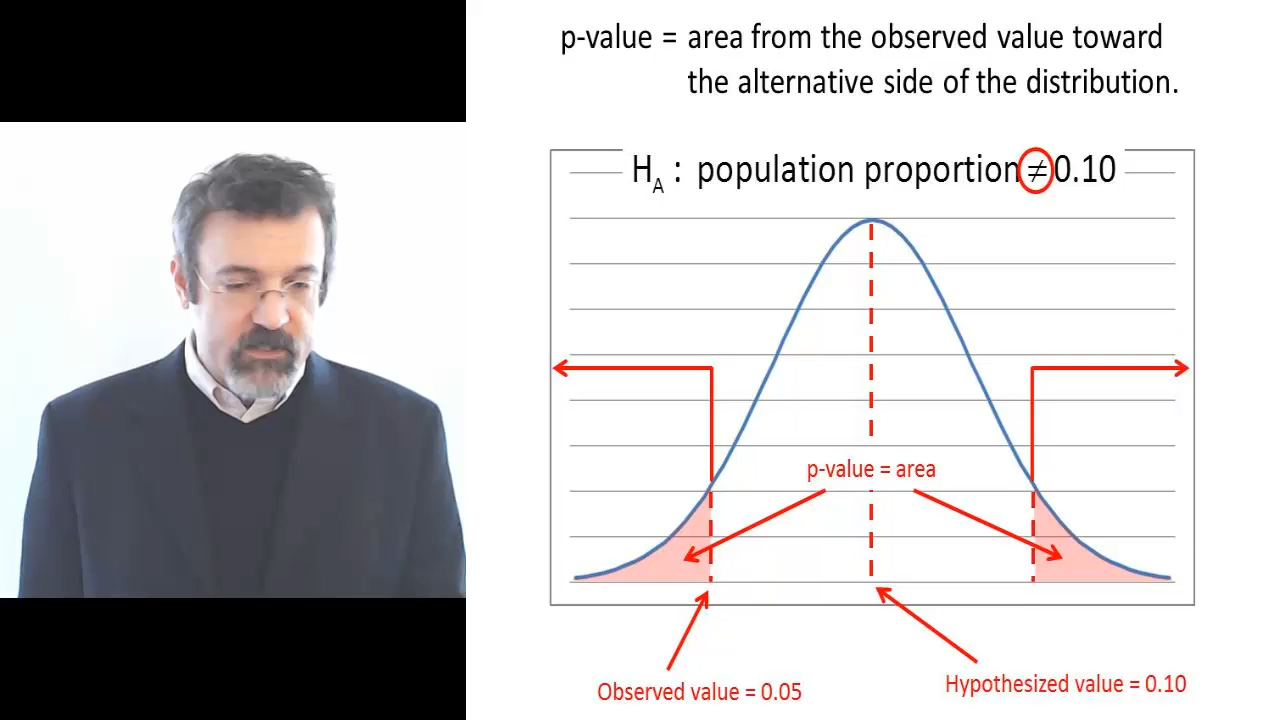 p-value = area from the observed value toward
the alternative side of the distribution.
H_A : population proportion ≠ 0.10
p-value = area
Observed value = 0.05
Hypothesized value = 0.10